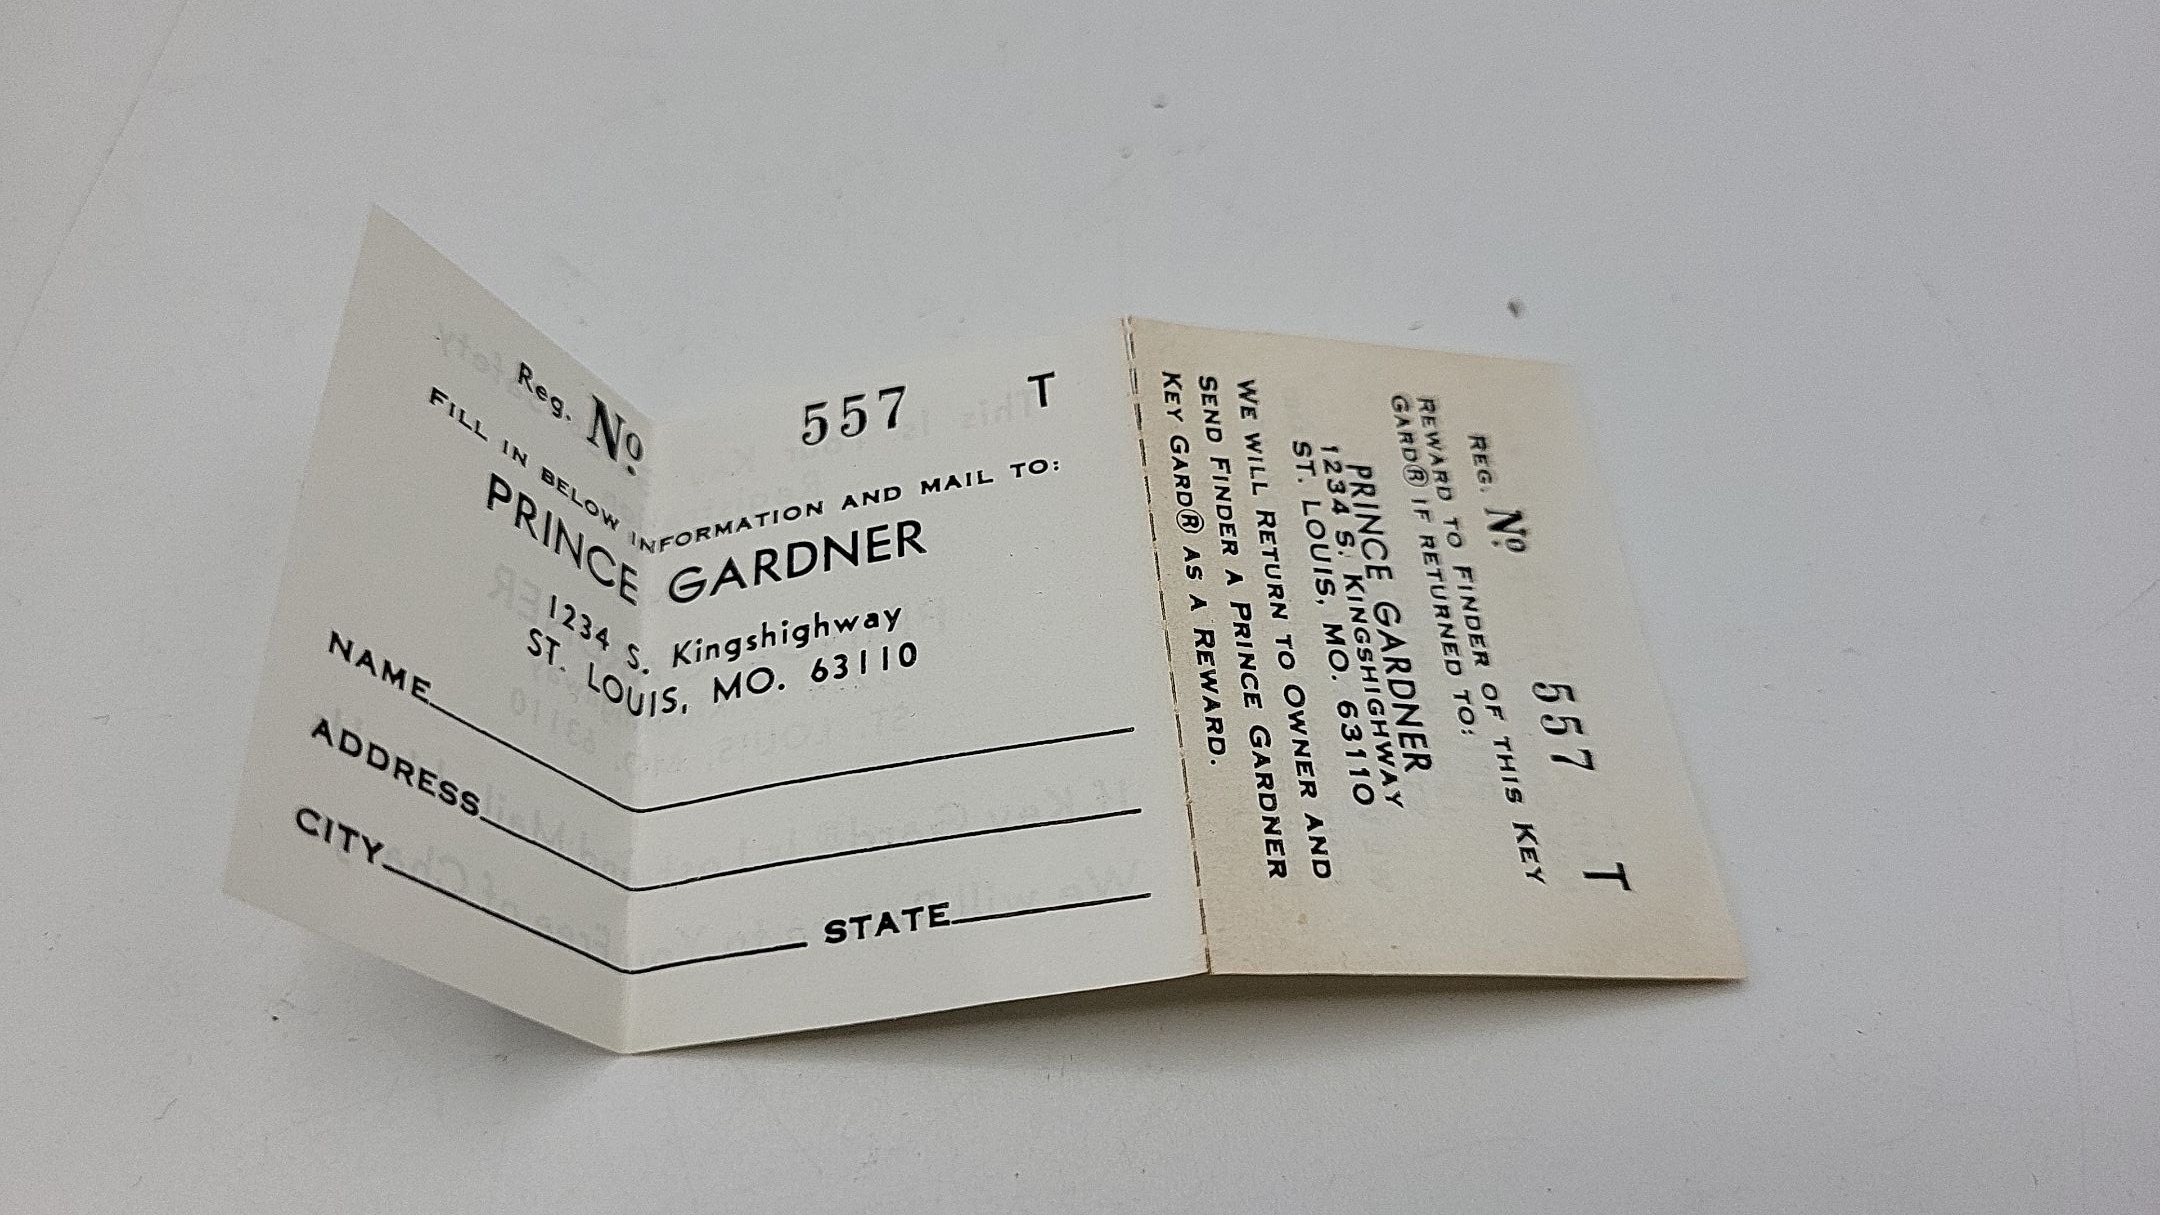 Reg. No. 557 T
FILL IN BELOW INFORMATION AND MAIL TO:
PRINCE GARDNER
1234 S. Kingshighway
ST. LOUIS, MO. 63110
NAME
ADDRESS
CITY STATE
REG. No 557 T
REWARD TO FINDER OF THIS KEY
GARD® IF RETURNED TO:
PRINCE GARDNER
1234 S. KINGSHIGHWAY
ST. LOUIS, MO. 63110
WE WILL RETURN TO OWNER AND
SEND FINDER A PRINCE GARDNER
KEY GARD® AS A REWARD.